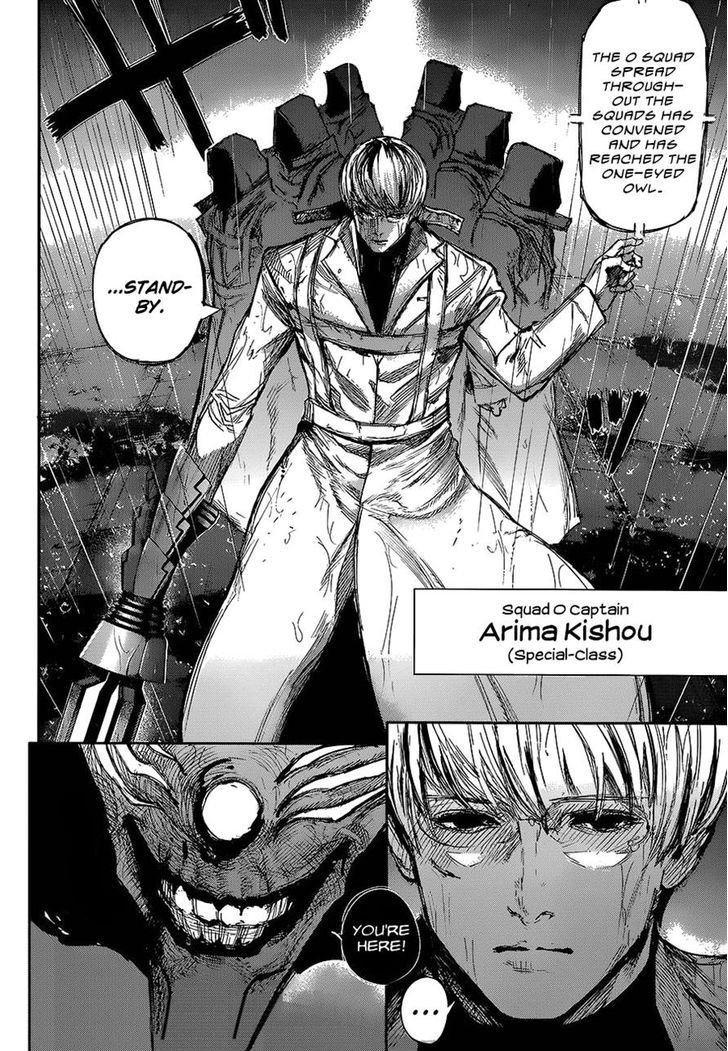 THE 0 SQUAD
SPREAD
THROUGH-
OUT THE
SQUADS HAS
CONVENED
AND HAS
REACHED THE
ONE-EYED
OWL.
...STAND-
BY.
Squad 0 Captain
Arima Kishou
(Special-Class)
YOU'RE
HERE!
...